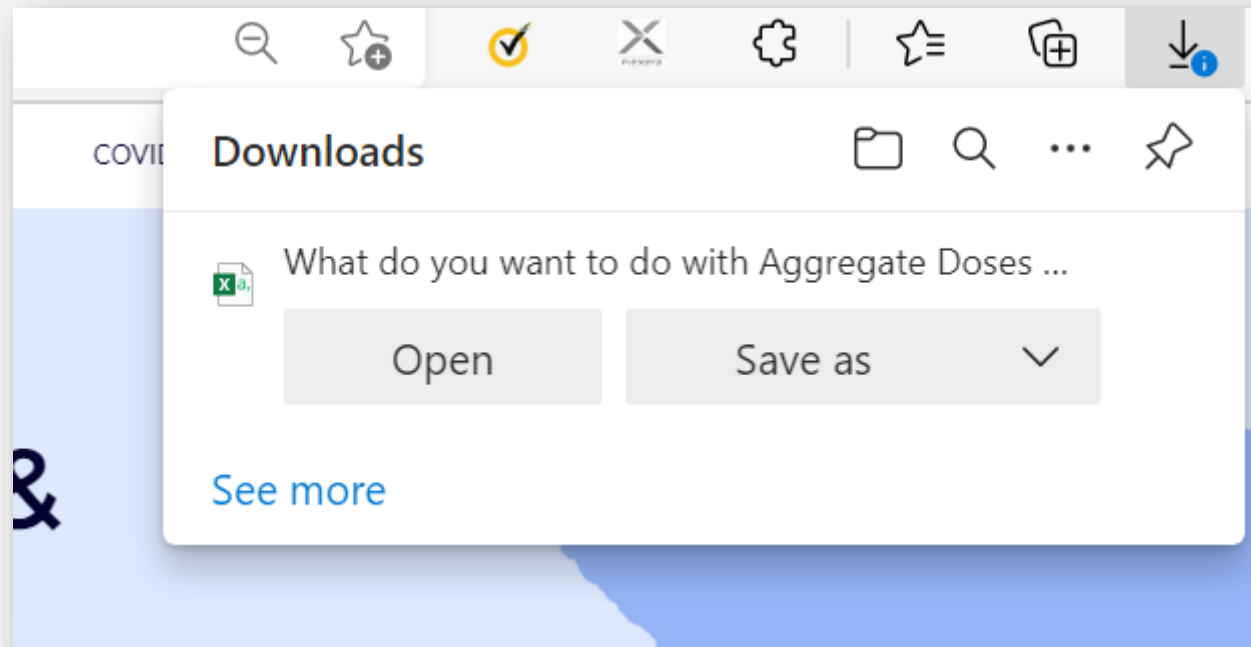 COVID
Downloads
What do you want to do with Aggregate Doses ...
Open
Save as
See more
&